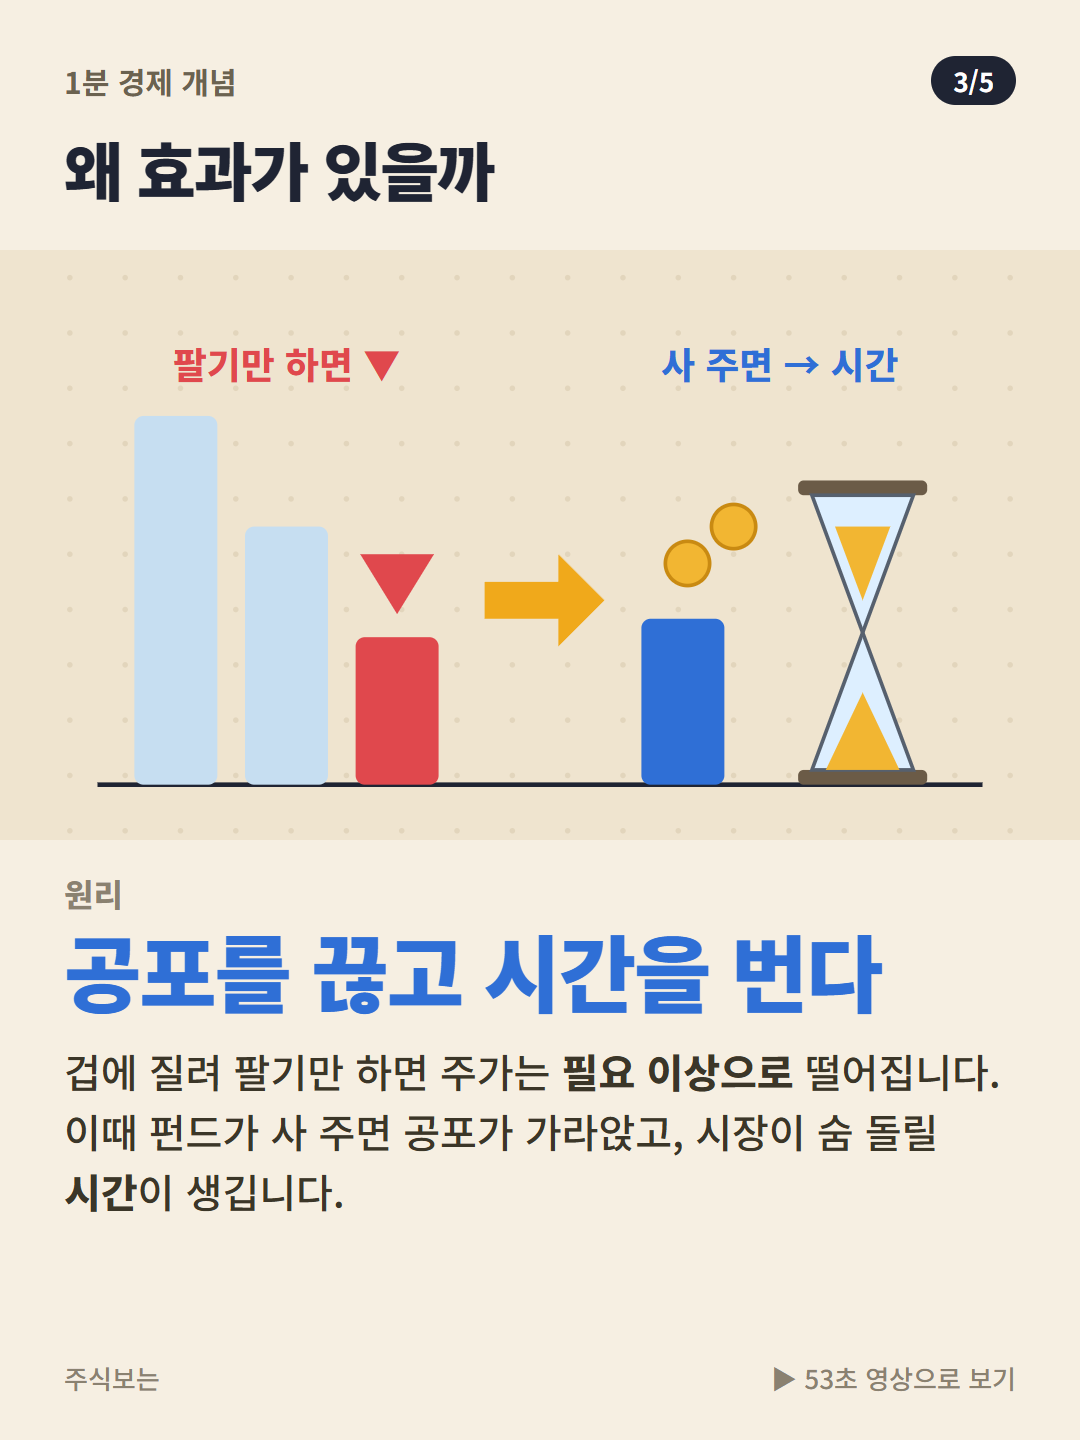 1분 경제 개념
3/5
왜 효과가 있을까
팔기만 하면 ▼
사 주면 → 시간
원리
공포를 끊고 시간을 번다
겁에 질려 팔기만 하면 주가는 필요 이상으로 떨어집니다.
이때 펀드가 사 주면 공포가 가라앉고, 시장이 숨 돌릴
시간이 생깁니다.
주식보는
▶ 53초 영상으로 보기